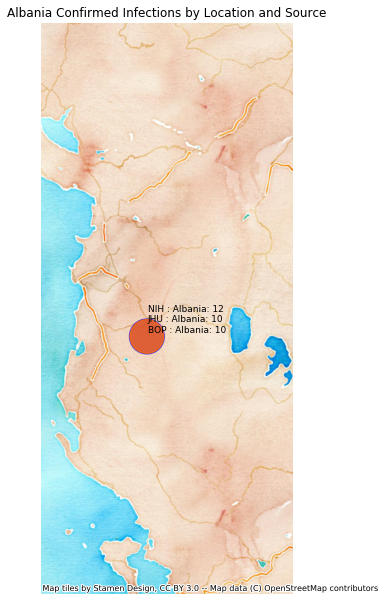 Albania Confirmed Infections by Location and Source
NIH : Albania: 12
JHU : Albania: 10
BOP : Albania: 10
Map tiles by Stamen Design, CC BY 3.0 -- Map data (C) OpenStreetMap contributors